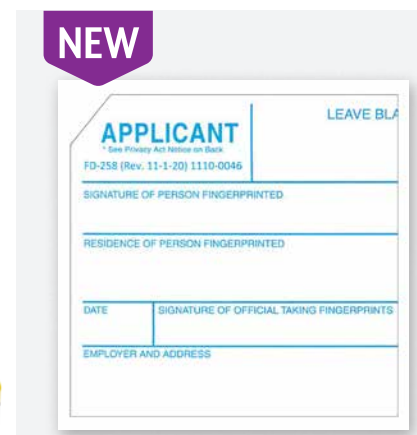 NEW
LEAVE BLA
APPLICANT
* See Privacy Act Notice on Back
FD-258 (Rev. 11-1-20) 1110-0046
SIGNATURE OF PERSON FINGERPRINTED
RESIDENCE OF PERSON FINGERPRINTED
DATE SIGNATURE OF OFFICIAL TAKING FINGERPRINTS
EMPLOYER AND ADDRESS